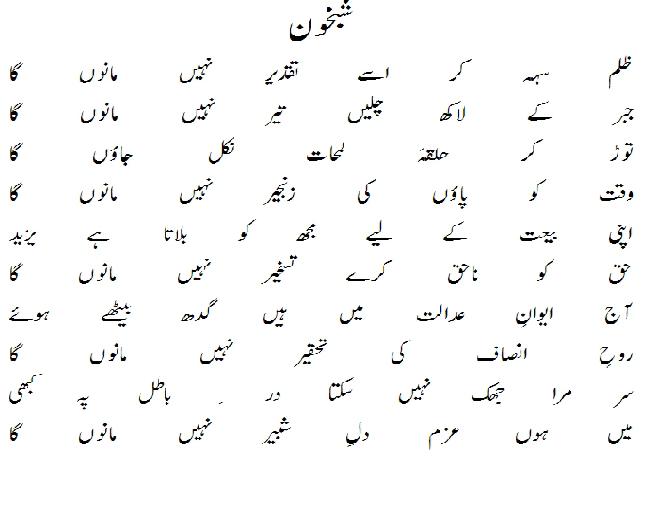 شبخون
ظلم سہہ کر اسے تقدیر نہیں مانوں گا
جبر کے لاکھ چلیں تیر نہیں مانوں گا
توڑ کر حلقۂ لمحات نکل جاؤں گا
وقت کو پاؤں کی زنجیر نہیں مانوں گا
اپنی بیعت کے لیے مجھ کو بلاتا ہے یزید
حق کو ناحق کرے تسخیر نہیں مانوں گا
آج ایوانِ عدالت میں ہیں گدھ بیٹھے ہوئے
روحِ انصاف کی تحقیر نہیں مانوں گا
سر مرا جھک نہیں سکتا در ِ باطل پہ کبھی
میں ہوں عزم دلِ شبیر نہیں مانوں گا